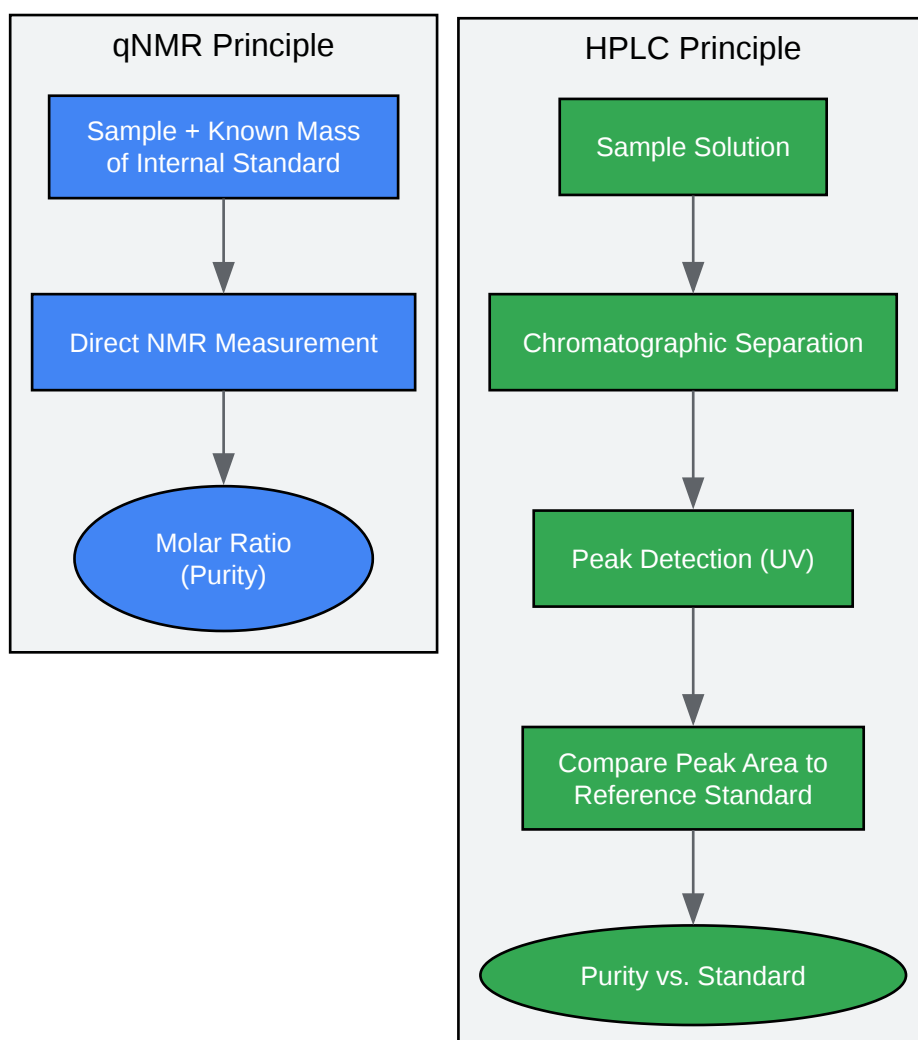 qNMR Principle
Sample + Known Mass
of Internal Standard
Direct NMR Measurement
Molar Ratio
(Purity)
HPLC Principle
Sample Solution
Chromatographic Separation
Peak Detection (UV)
Compare Peak Area to
Reference Standard
Purity vs. Standard